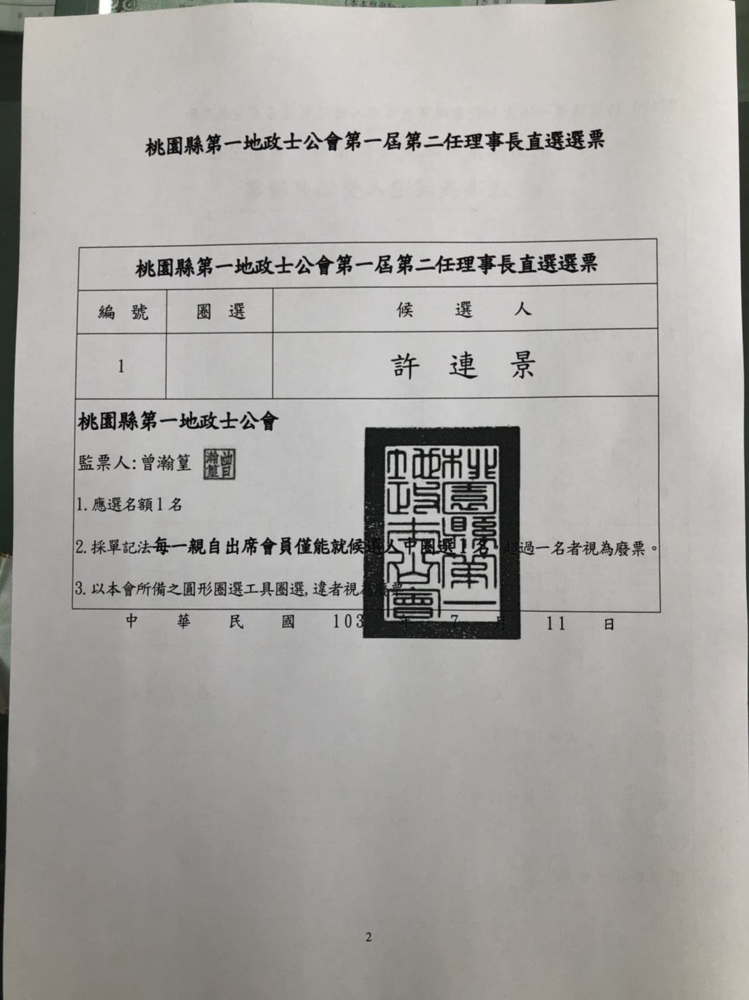 桃園縣第一地政士公會第一屆第二任理事長直選選票
桃園縣第一地政士公會第一屆第二任理事長直選選票
編號 圈選 候選人
1 許連景
桃園縣第一地政士公會
監票人:曾瀚篁 曾瀚篁
1.應選名額1名
2.採單記法每一親自出席會員僅能就候選人中圈選1名,超過一名者視為廢票。
3.以本會所備之圓形圈選工具圈選,違者視為廢票
桃園縣第一地政士公會
中華民國103年7月11日
2